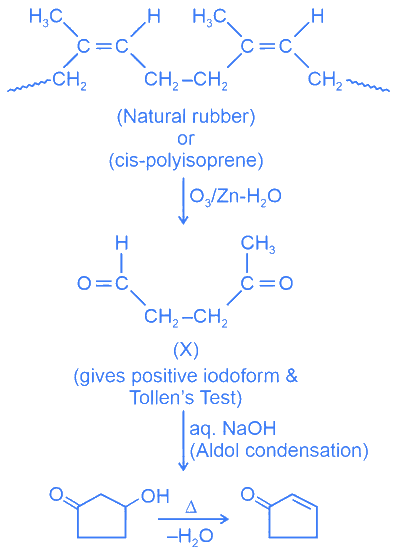 H₃C H H₃C H
C=C C=C
CH₂ CH₂–CH₂ CH₂
(Natural rubber)
or
(cis-polyisoprene)
O₃/Zn-H₂O
H CH₃
O=C C=O
CH₂–CH₂
(X)
(gives positive iodoform &
Tollen's Test)
aq. NaOH
(Aldol condensation)
O OH Δ O
–H₂O